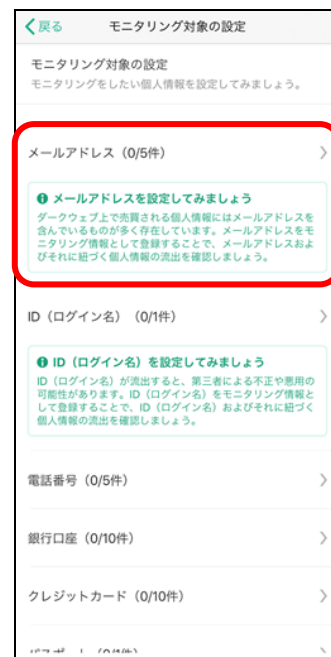 戻る モニタリング対象の設定
モニタリング対象の設定
モニタリングをしたい個人情報を設定してみましょう。
メールアドレス（0/5件）
メールアドレスを設定してみましょう
ダークウェブ上で売買される個人情報にはメールアドレスを
含んでいるものが多く存在しています。メールアドレスをモ
ニタリング情報として登録することで、メールアドレスおよ
びそれに紐づく個人情報の流出を確認しましょう。
ID（ログイン名）（0/1件）
ID（ログイン名）を設定してみましょう
ID（ログイン名）が流出すると、第三者による不正や悪用の
可能性があります。ID（ログイン名）をモニタリング情報と
して登録することで、ID（ログイン名）およびそれに紐づく
個人情報の流出を確認しましょう。
電話番号（0/5件）
銀行口座（0/10件）
クレジットカード（0/10件）